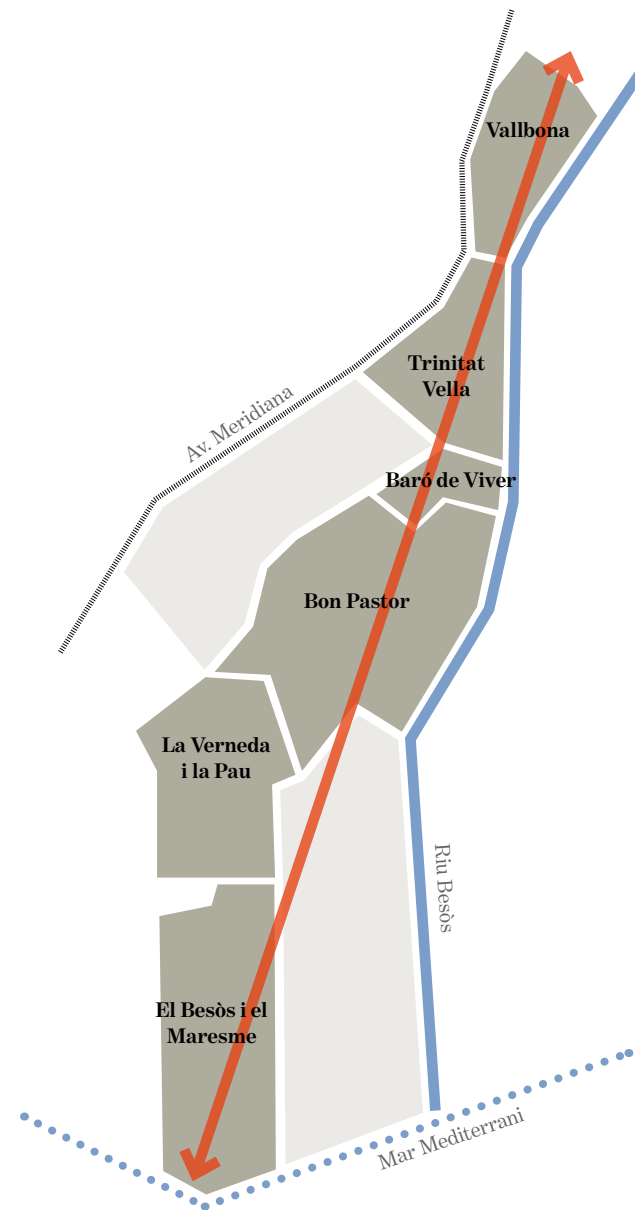 Vallbona
Trinitat
Vella
Av. Meridiana
Baró de Viver
Bon Pastor
La Verneda
i la Pau
Riu Besòs
El Besòs i el
Maresme
Mar Mediterrani